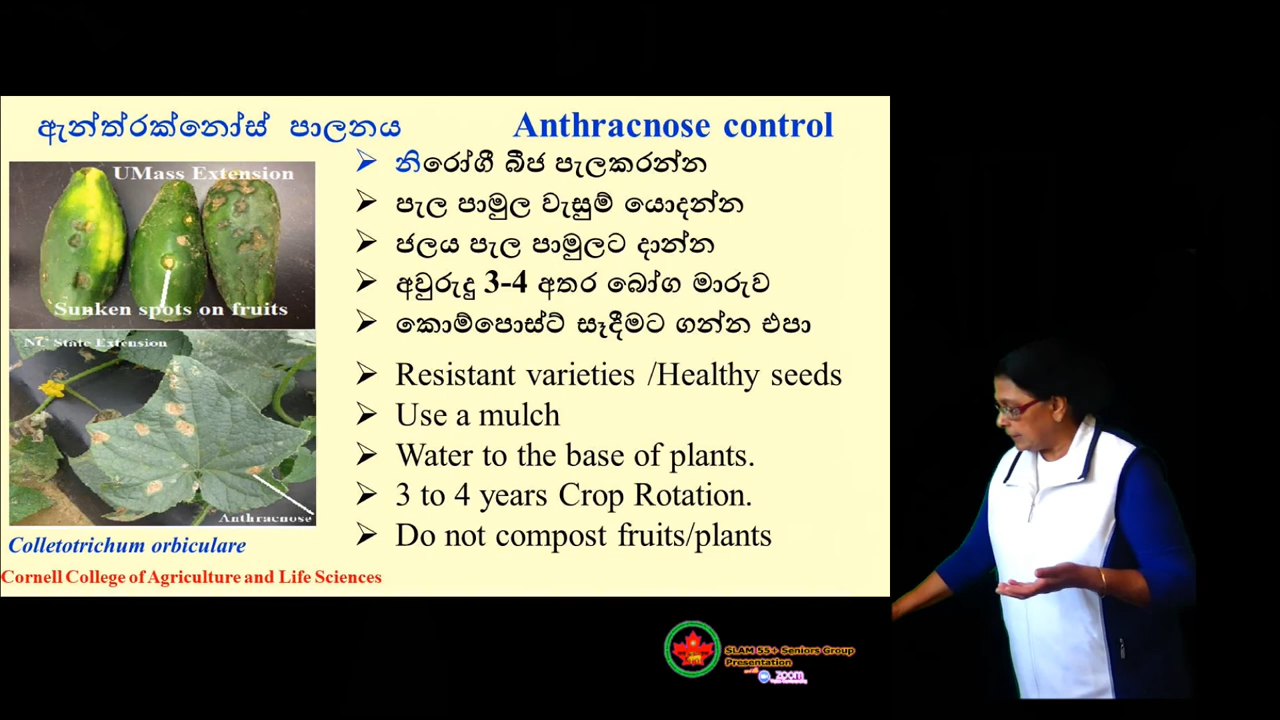 ඇන්ත්රක්නෝස් පාලනය Anthracnose control
නිරෝගී බීජ පැලකරන්න
පැල පාමුල වැසුම් යොදන්න
ජලය පැල පාමුලට දාන්න
අවුරුදු 3-4 අතර බෝග මාරුව
කොම්පොස්ට් සෑදීමට ගන්න එපා
Resistant varieties /Healthy seeds
Use a mulch
Water to the base of plants.
3 to 4 years Crop Rotation.
Do not compost fruits/plants
UMass Extension
Sunken spots on fruits
NC State Extension
Anthracnose
Colletotrichum orbiculare
Cornell College of Agriculture and Life Sciences
SLAM 55+ Seniors Group
Presentation
zoom